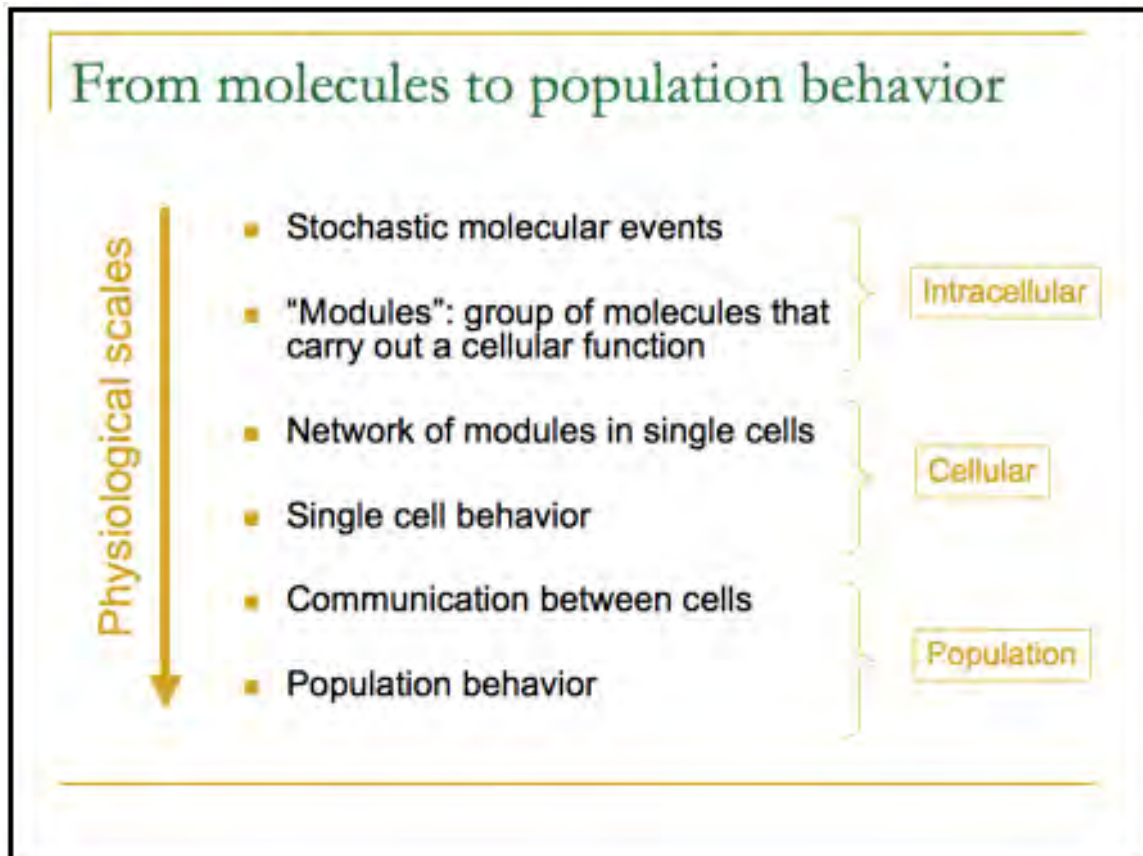 From molecules to population behavior
Physiological scales
Stochastic molecular events
“Modules”: group of molecules that
carry out a cellular function
Intracellular
Network of modules in single cells
Single cell behavior
Cellular
Communication between cells
Population behavior
Population